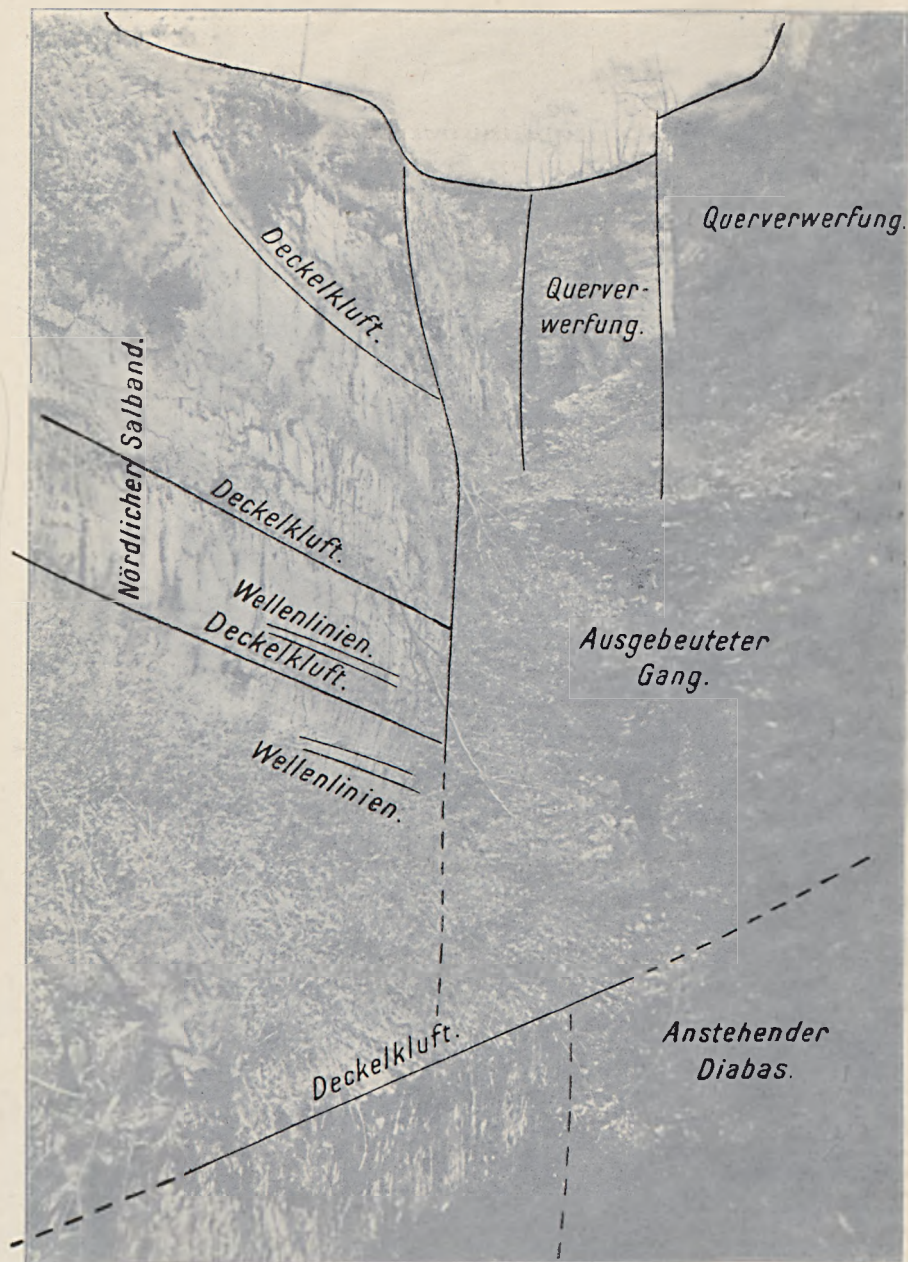 Querverwerfung.
Deckelkluft.
Querver-
werfung.
Nördlicher Salband.
Deckelkluft.
Wellenlinien.
Deckelkluft.
Ausgebeuteter
Gang.
Wellenlinien.
Deckelkluft.
Anstehender
Diabas.